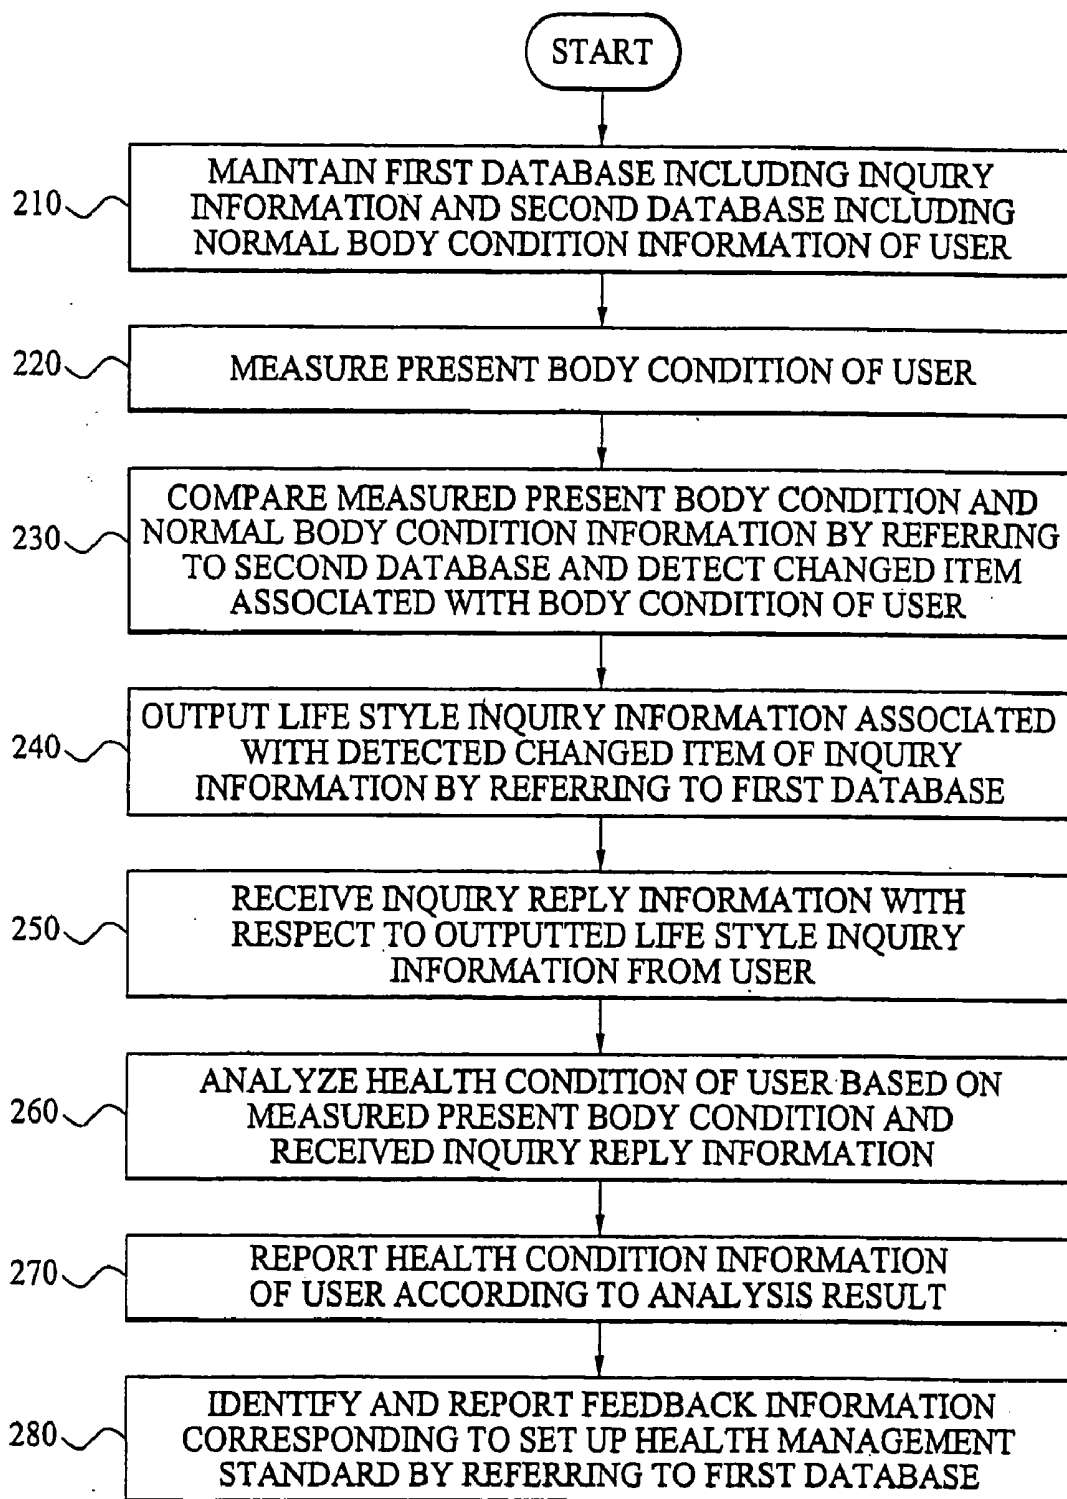 START
210
MAINTAIN FIRST DATABASE INCLUDING INQUIRY
INFORMATION AND SECOND DATABASE INCLUDING
NORMAL BODY CONDITION INFORMATION OF USER
220
MEASURE PRESENT BODY CONDITION OF USER
230
COMPARE MEASURED PRESENT BODY CONDITION AND
NORMAL BODY CONDITION INFORMATION BY REFERRING
TO SECOND DATABASE AND DETECT CHANGED ITEM
ASSOCIATED WITH BODY CONDITION OF USER
240
OUTPUT LIFE STYLE INQUIRY INFORMATION ASSOCIATED
WITH DETECTED CHANGED ITEM OF INQUIRY
INFORMATION BY REFERRING TO FIRST DATABASE
250
RECEIVE INQUIRY REPLY INFORMATION WITH
RESPECT TO OUTPUTTED LIFE STYLE INQUIRY
INFORMATION FROM USER
260
ANALYZE HEALTH CONDITION OF USER BASED ON
MEASURED PRESENT BODY CONDITION AND
RECEIVED INQUIRY REPLY INFORMATION
270
REPORT HEALTH CONDITION INFORMATION
OF USER ACCORDING TO ANALYSIS RESULT
280
IDENTIFY AND REPORT FEEDBACK INFORMATION
CORRESPONDING TO SET UP HEALTH MANAGEMENT
STANDARD BY REFERRING TO FIRST DATABASE